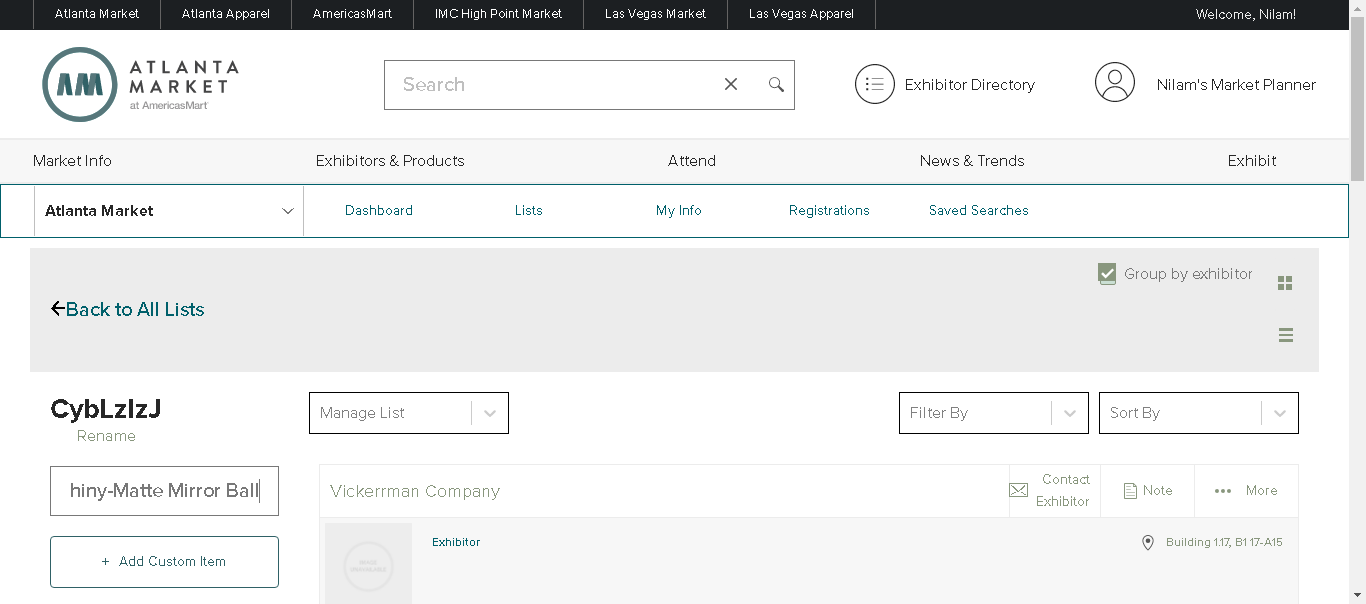 Atlanta Market Atlanta Apparel AmericasMart IMC High Point Market Las Vegas Market Las Vegas Apparel Welcome, Nilam!
AM ATLANTA
MARKET
at AmericasMart
Search
Exhibitor Directory
Nilam's Market Planner
Market Info Exhibitors & Products Attend News & Trends Exhibit
Atlanta Market Dashboard Lists My Info Registrations Saved Searches
Group by exhibitor
Back to All Lists
CybLzIzJ
Rename
Manage List
Filter By
Sort By
hiny-Matte Mirror Ball
+ Add Custom Item
Vickerrman Company
Contact
Exhibitor
Note
More
Exhibitor
Building 1.17, B1 17-A15